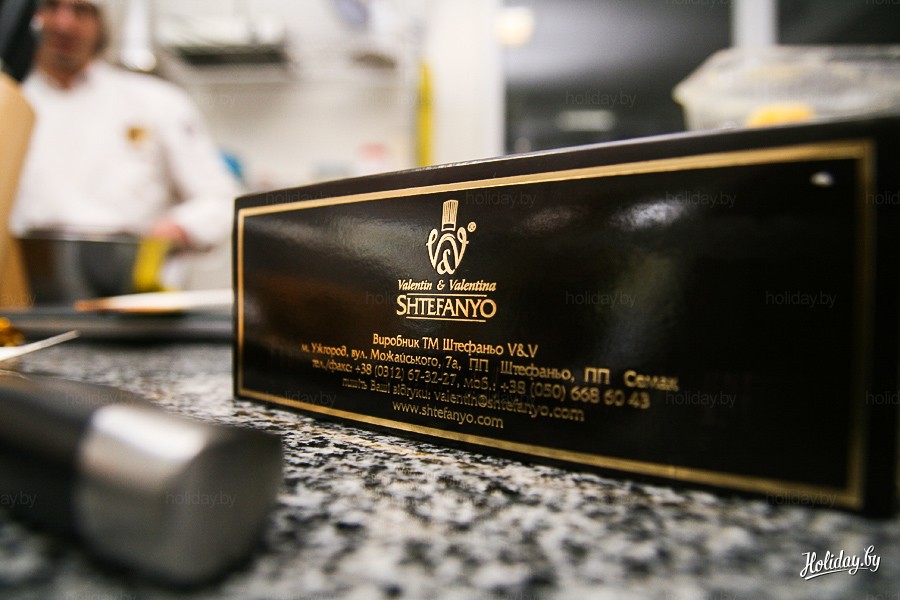 V&V®
Valentin & Valentina
SHTEFANYO
Виробник ТМ Штефаньо V&V
м. Ужгород, вул. Можайського, 7а, ПП Штефаньо, ПП Семак
тел./факс: +38 (0312) 67-32-27, моб.: +38 (050) 668 60 43
пишіть Ваші відгуки: valentin@shtefanyo.com
www.shtefanyo.com
Holiday.by